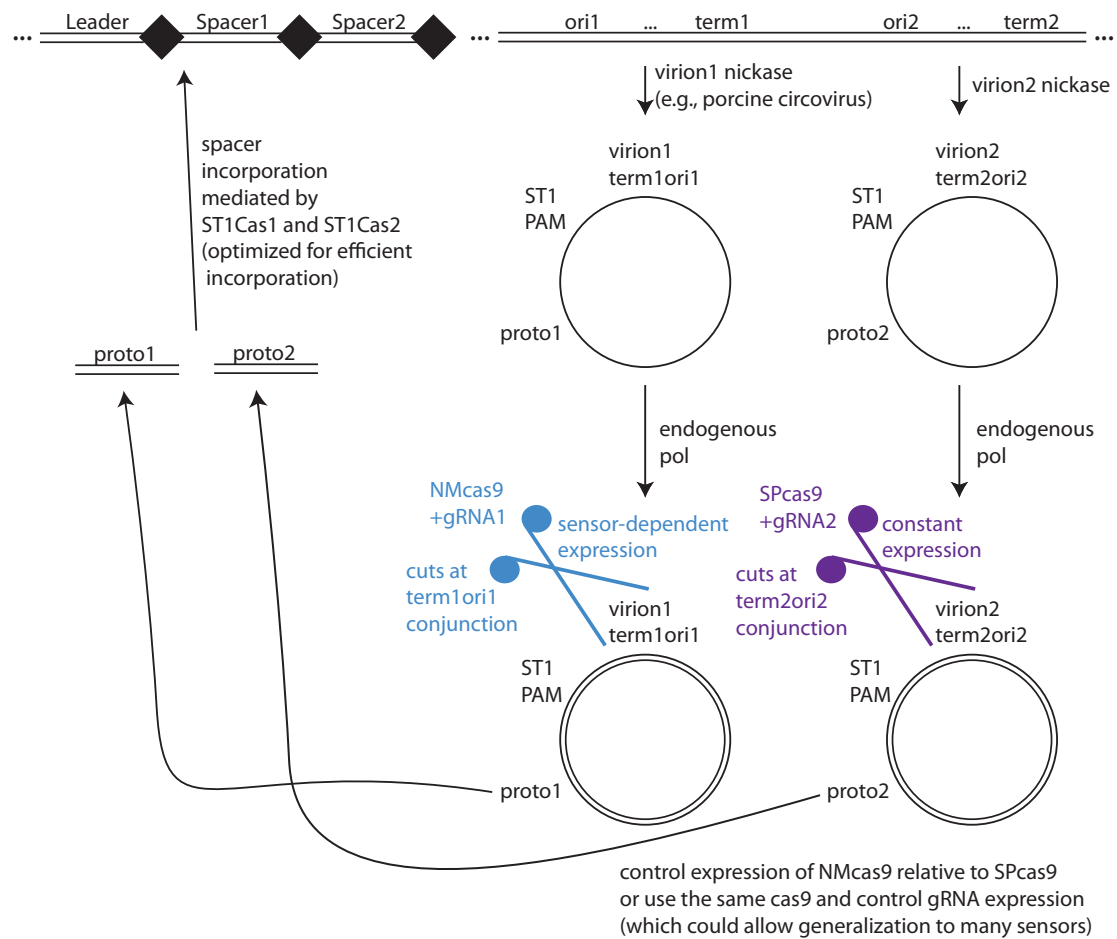 ... Leader Spacer1 Spacer2 ... ori1 ... term1 ori2 ... term2 ...
virion1 nickase
(e.g., porcine circovirus)
virion2 nickase
spacer
incorporation
mediated by
ST1Cas1 and ST1Cas2
(optimized for efficient
incorporation)
virion1
term1ori1
ST1
PAM
proto1
virion2
term2ori2
ST1
PAM
proto2
proto1
proto2
endogenous
pol
endogenous
pol
NMcas9
+gRNA1
sensor-dependent
expression
cuts at
term1ori1
conjunction
virion1
term1ori1
ST1
PAM
proto1
SPcas9
+gRNA2
constant
expression
cuts at
term2ori2
conjunction
virion2
term2ori2
ST1
PAM
proto2
control expression of NMcas9 relative to SPcas9
or use the same cas9 and control gRNA expression
(which could allow generalization to many sensors)